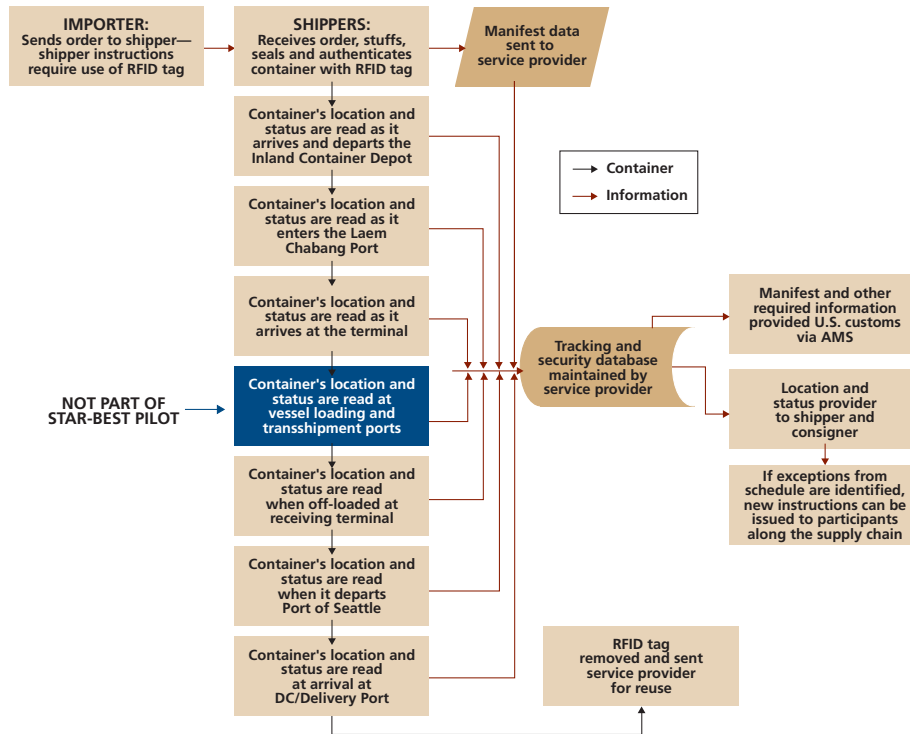 IMPORTER:
Sends order to shipper—
shipper instructions
require use of RFID tag
SHIPPERS:
Receives order, stuffs,
seals and authenticates
container with RFID tag
Manifest data
sent to
service provider
Container's location and
status are read as it
arrives and departs the
Inland Container Depot
Container
Information
Container's location and
status are read as it
enters the Laem
Chabang Port
Container's location and
status are read as it
arrives at the terminal
Tracking and
security database
maintained by
service provider
Manifest and other
required information
provided U.S. customs
via AMS
NOT PART OF
STAR-BEST PILOT
Container's location and
status are read at
vessel loading and
transshipment ports
Location and
status provider
to shipper and
consigner
Container's location and
status are read
when off-loaded at
receiving terminal
If exceptions from
schedule are identified,
new instructions can be
issued to participants
along the supply chain
Container's location and
status are read
when it departs
Port of Seattle
Container's location and
status are read
at arrival at
DC/Delivery Port
RFID tag
removed and sent
service provider
for reuse